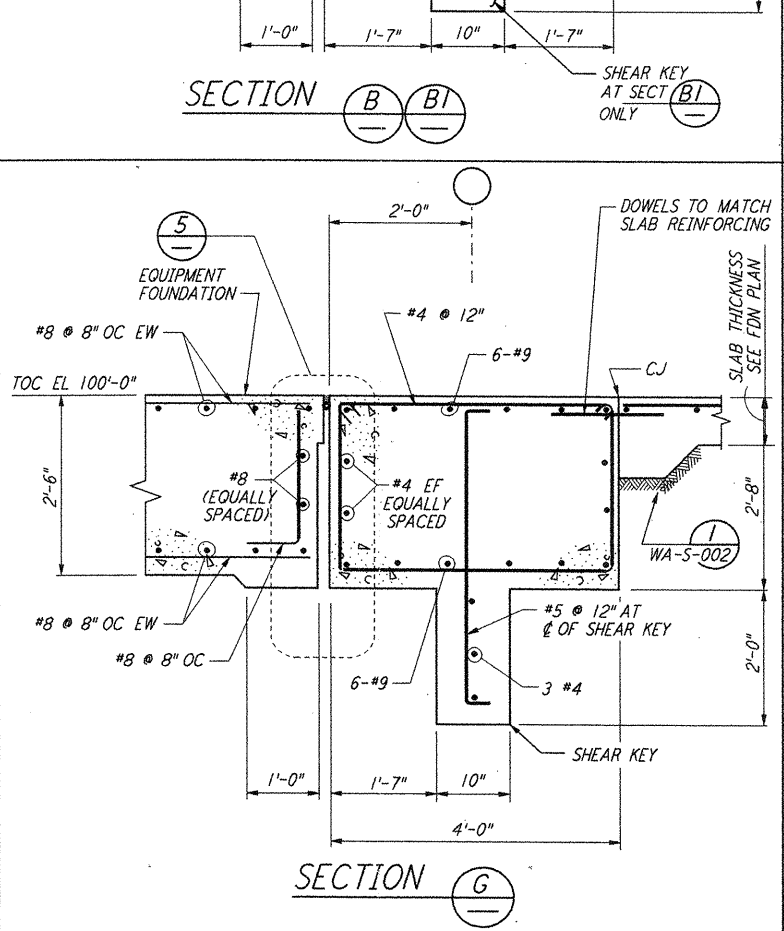 1'-0"
1'-7"
10"
1'-7"
SHEAR KEY
AT SECT B1
ONLY
SECTION B B1
5
2'-0"
DOWELS TO MATCH
SLAB REINFORCING
EQUIPMENT
FOUNDATION
SLAB THICKNESS
SEE FDN PLAN
#8 @ 8" OC EW
#4 @ 12"
6-#9
CJ
TOC EL 100'-0"
2'-6"
#8
(EQUALLY
SPACED)
#4 EF
EQUALLY
SPACED
2'-8"
1
WA-S-002
#8 @ 8" OC EW
#8 @ 8" OC
#5 @ 12" AT
℄ OF SHEAR KEY
2'-0"
6-#9
3 #4
SHEAR KEY
1'-0"
1'-7"
10"
4'-0"
SECTION G